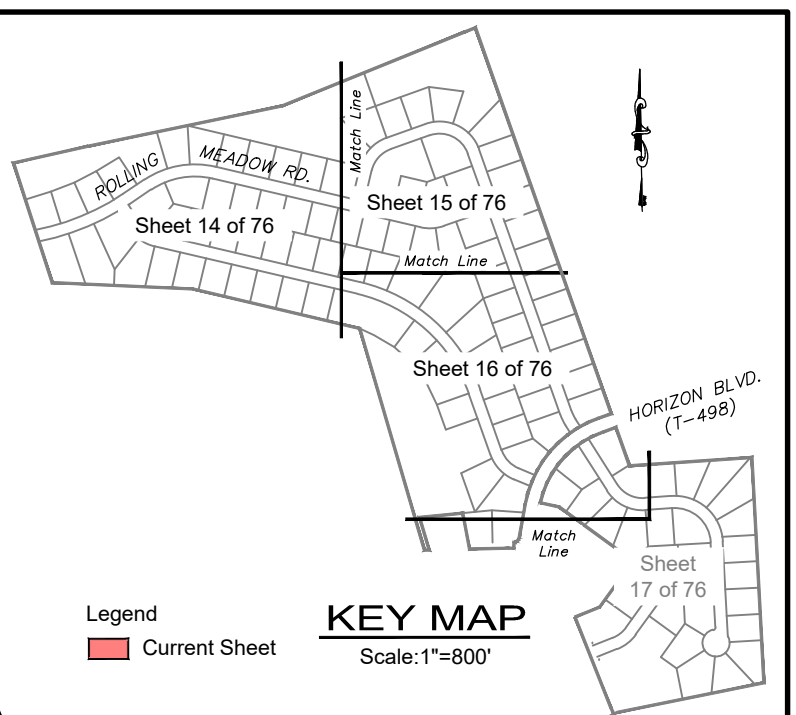 Match Line
ROLLING MEADOW RD.
Sheet 14 of 76
Sheet 15 of 76
Match Line
Sheet 16 of 76
HORIZON BLVD.
(T-498)
Match
Line
Sheet
17 of 76
Legend
Current Sheet
KEY MAP
Scale:1"=800'